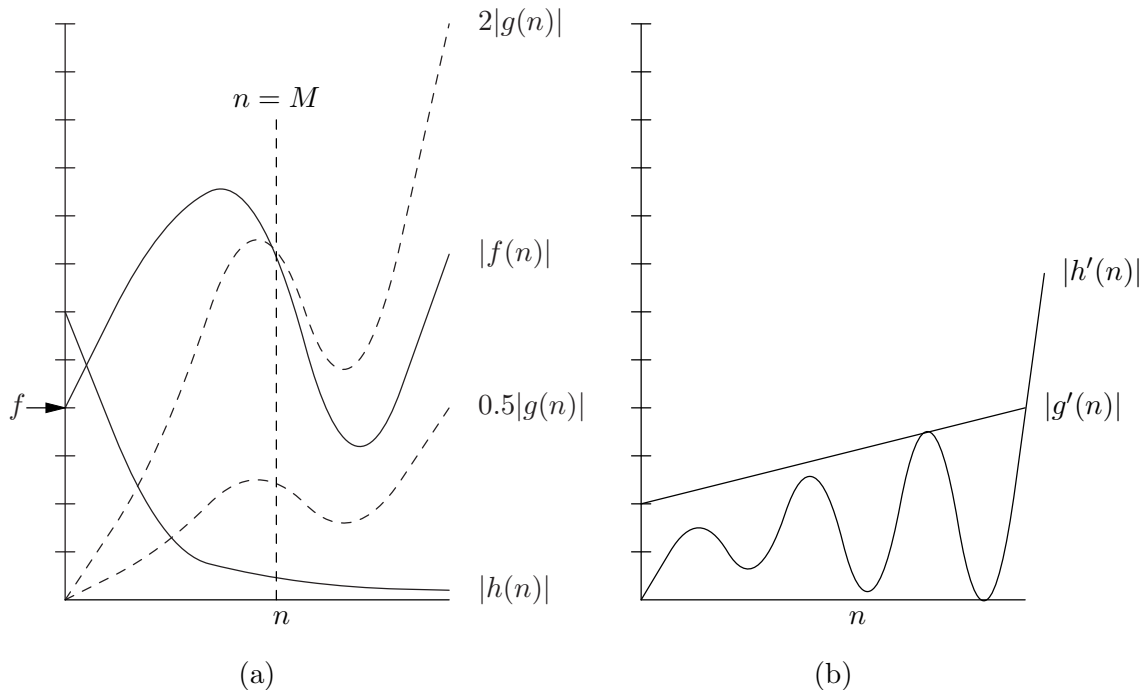 2|g(n)|
n = M
|f(n)|
f
0.5|g(n)|
|h(n)|
n
(a)
|h′(n)|
|g′(n)|
n
(b)